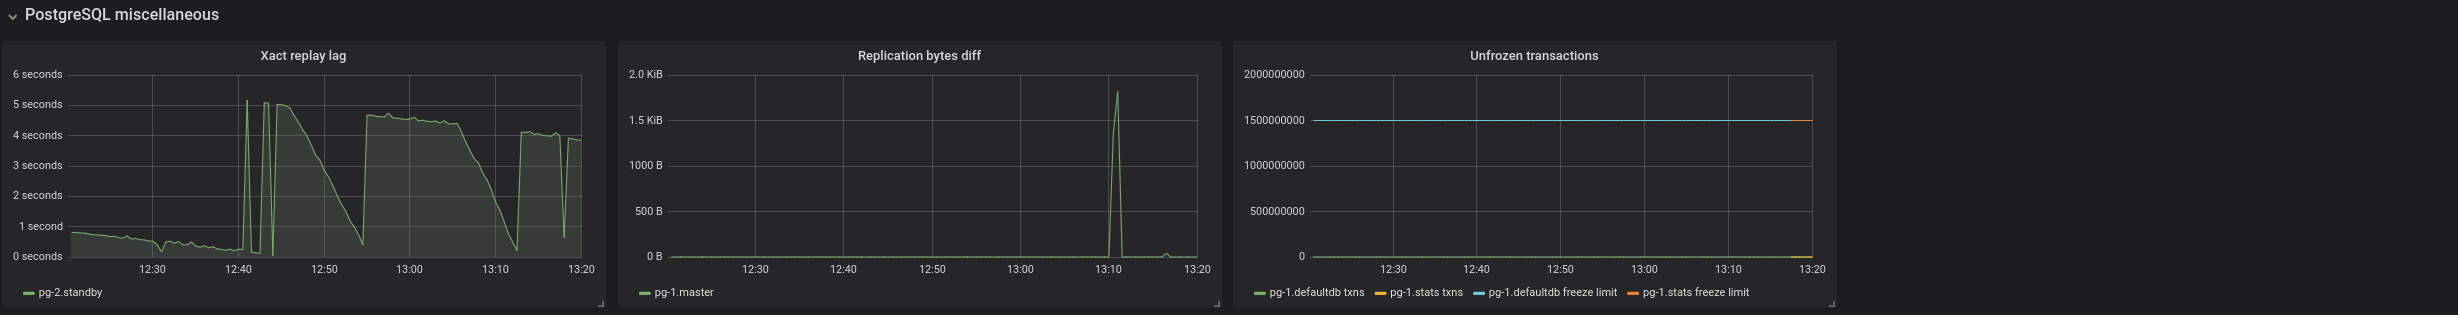 PostgreSQL miscellaneous
Xact replay lag
6 seconds
5 seconds
4 seconds
3 seconds
2 seconds
1 second
0 seconds
12:30 12:40 12:50 13:00 13:10 13:20
pg-2.standby
Replication bytes diff
2.0 KiB
1.5 KiB
1000 B
500 B
0 B
12:30 12:40 12:50 13:00 13:10 13:20
pg-1.master
Unfrozen transactions
2000000000
1500000000
1000000000
500000000
0
12:30 12:40 12:50 13:00 13:10 13:20
pg-1.defaultdb txns pg-1.stats txns pg-1.defaultdb freeze limit pg-1.stats freeze limit